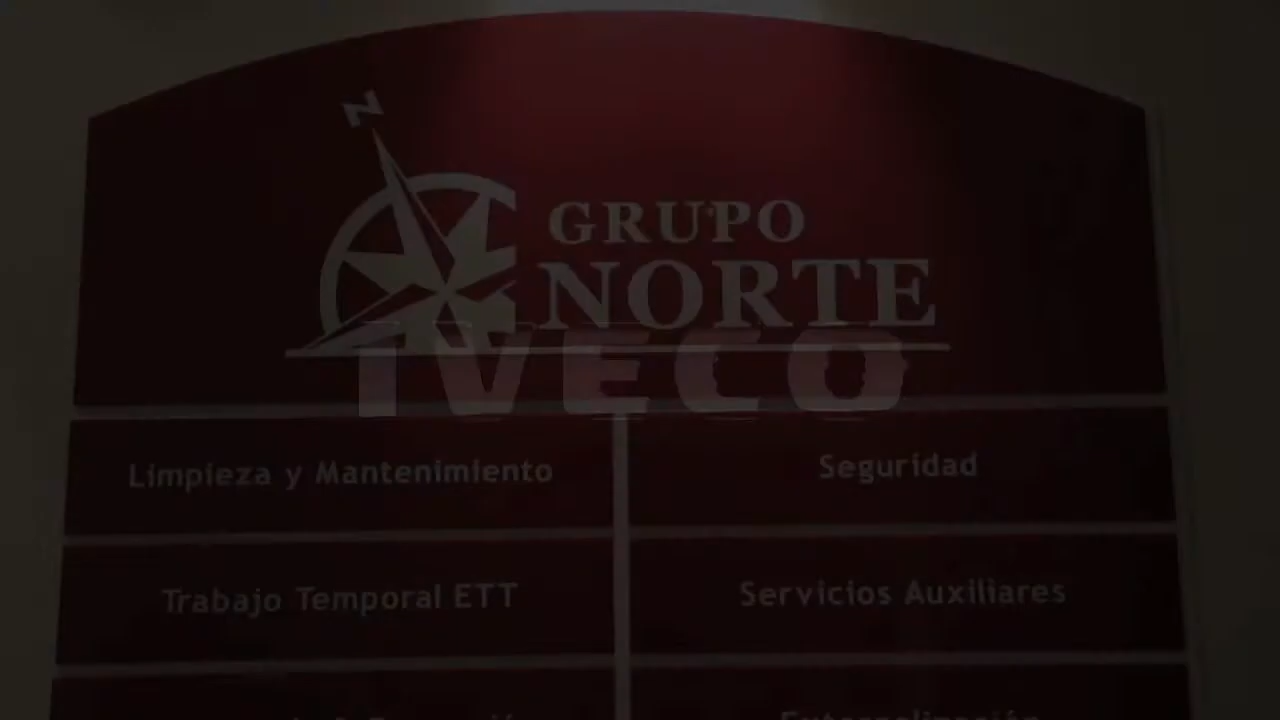 N
GRUPO
NORTE
IVECO
Limpieza y Mantenimiento
Seguridad
Trabajo Temporal ETT
Servicios Auxiliares